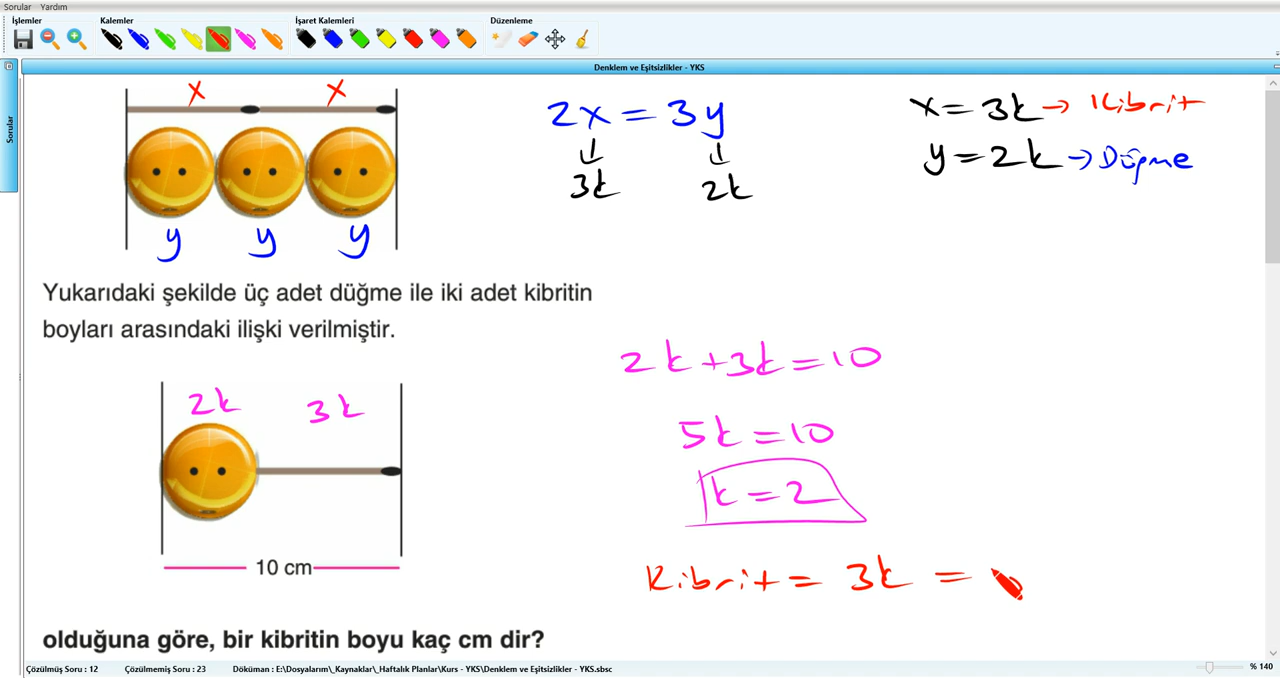 Sorular Yardım
İşlemler Kalemler İşaret Kalemleri Düzenleme
Denklem ve Eşitsizlikler - YKS
Sorular
x x
2x = 3y
3k 2k
x = 3k → Kibrit
y = 2k → Düğme
y y y
Yukarıdaki şekilde üç adet düğme ile iki adet kibritin
boyları arasındaki ilişki verilmiştir.
2k 3k
10 cm
2k + 3k = 10
5k = 10
k = 2
Kibrit = 3k =
olduğuna göre, bir kibritin boyu kaç cm dir?
Çözülmüş Soru : 12 Çözülmemiş Soru : 23 Döküman : E:\Dosyalarım\_Kaynaklar\_Haftalık Planlar\Kurs - YKS\Denklem ve Eşitsizlikler - YKS.sbsc % 140